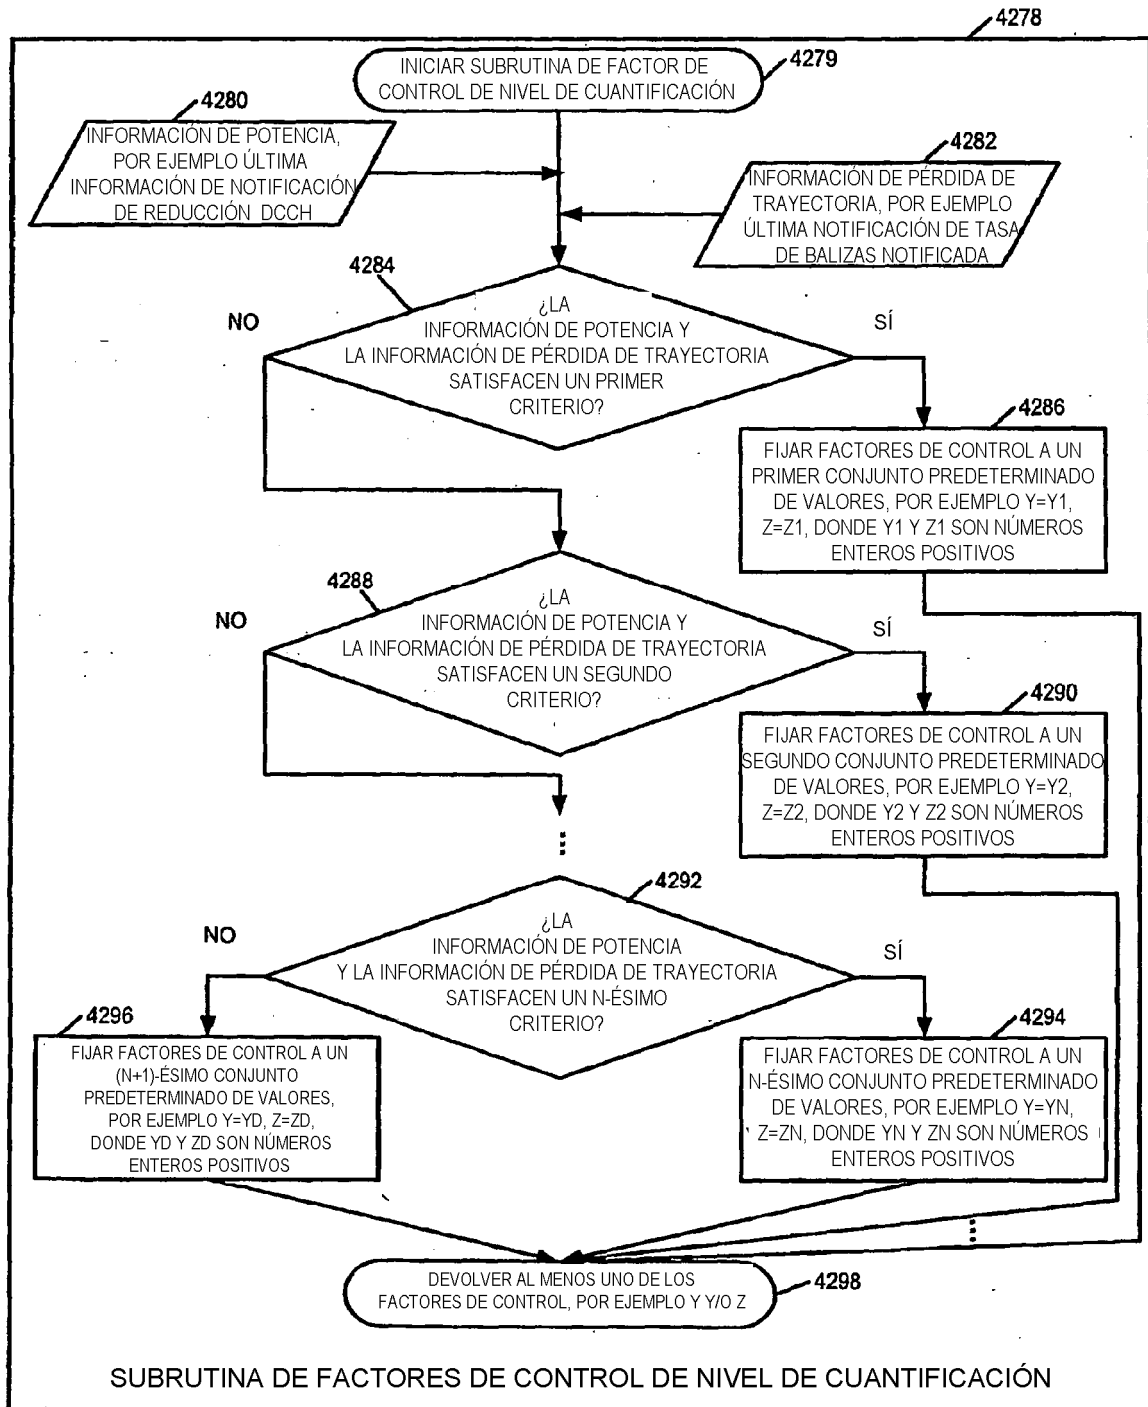 4278
INICIAR SUBRUTINA DE FACTOR DE
CONTROL DE NIVEL DE CUANTIFICACIÓN
4279
4280
INFORMACIÓN DE POTENCIA,
POR EJEMPLO ÚLTIMA
INFORMACIÓN DE NOTIFICACIÓN
DE REDUCCIÓN DCCH
4282
INFORMACIÓN DE PÉRDIDA DE
TRAYECTORIA, POR EJEMPLO
ÚLTIMA NOTIFICACIÓN DE TASA
DE BALIZAS NOTIFICADA
4284
NO
¿LA
INFORMACIÓN DE POTENCIA Y
LA INFORMACIÓN DE PÉRDIDA DE TRAYECTORIA
SATISFACEN UN PRIMER
CRITERIO?
SÍ
4286
FIJAR FACTORES DE CONTROL A UN
PRIMER CONJUNTO PREDETERMINADO
DE VALORES, POR EJEMPLO Y=Y1,
Z=Z1, DONDE Y1 Y Z1 SON NÚMEROS
ENTEROS POSITIVOS
4288
NO
¿LA
INFORMACIÓN DE POTENCIA Y
LA INFORMACIÓN DE PÉRDIDA DE TRAYECTORIA
SATISFACEN UN SEGUNDO
CRITERIO?
SÍ
4290
FIJAR FACTORES DE CONTROL A UN
SEGUNDO CONJUNTO PREDETERMINADO
DE VALORES, POR EJEMPLO Y=Y2,
Z=Z2, DONDE Y2 Y Z2 SON NÚMEROS
ENTEROS POSITIVOS
4292
NO
¿LA
INFORMACIÓN DE POTENCIA
Y LA INFORMACIÓN DE PÉRDIDA DE TRAYECTORIA
SATISFACEN UN N-ÉSIMO
CRITERIO?
SÍ
4296
FIJAR FACTORES DE CONTROL A UN
(N+1)-ÉSIMO CONJUNTO
PREDETERMINADO DE VALORES,
POR EJEMPLO Y=YD, Z=ZD,
DONDE YD Y ZD SON NÚMEROS
ENTEROS POSITIVOS
4294
FIJAR FACTORES DE CONTROL A UN
N-ÉSIMO CONJUNTO PREDETERMINADO
DE VALORES, POR EJEMPLO Y=YN,
Z=ZN, DONDE YN Y ZN SON NÚMEROS
ENTEROS POSITIVOS
DEVOLVER AL MENOS UNO DE LOS
FACTORES DE CONTROL, POR EJEMPLO Y Y/O Z
4298
SUBRUTINA DE FACTORES DE CONTROL DE NIVEL DE CUANTIFICACIÓN